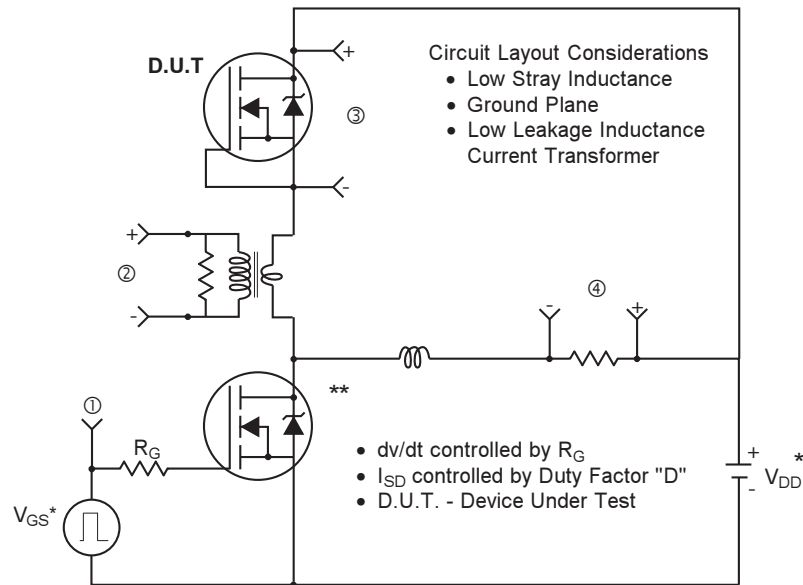 D.U.T
+
③
-
Circuit Layout Considerations
• Low Stray Inductance
• Ground Plane
• Low Leakage Inductance
Current Transformer
+
②
-
④
-
+
**
①
R_G
V_GS*
• dv/dt controlled by R_G
• I_SD controlled by Duty Factor "D"
• D.U.T. - Device Under Test
+
-
V_DD*